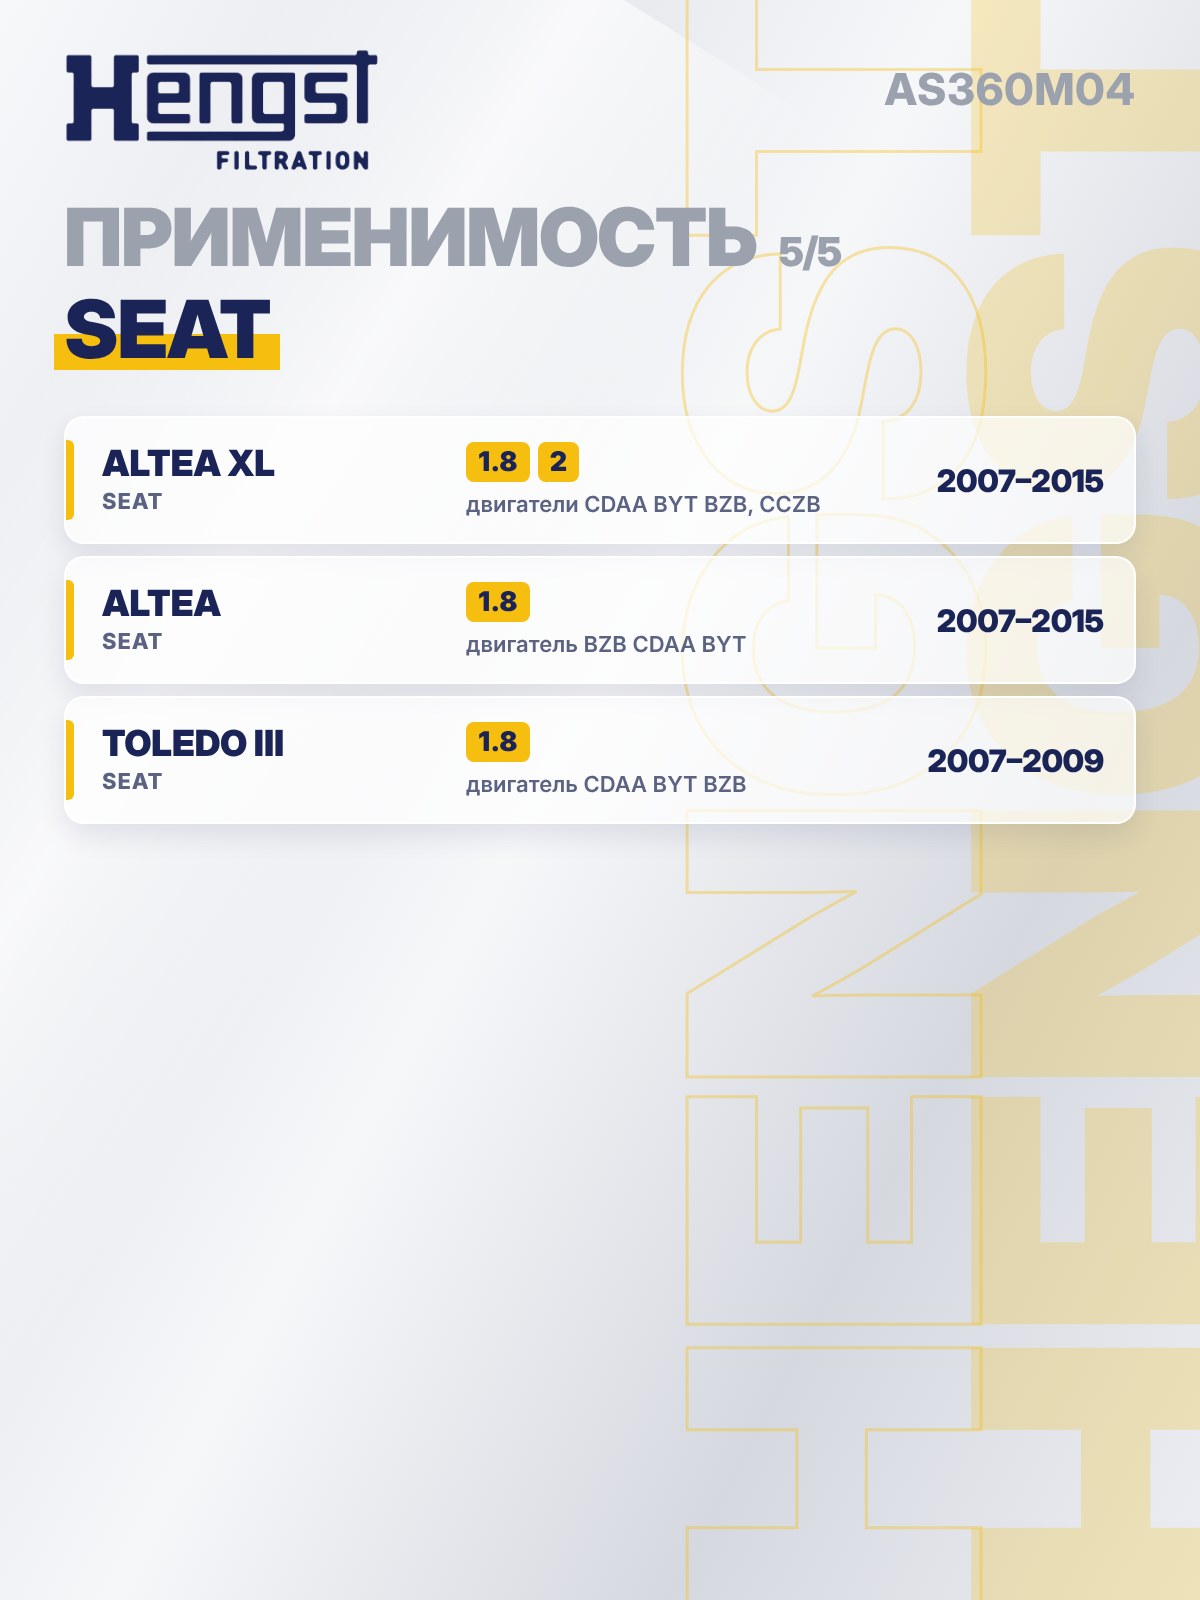 Hengst
FILTRATION
AS360M04
ПРИМЕНИМОСТЬ 5/5
SEAT
ALTEA XL
SEAT
1.8 2
двигатели CDAA BYT BZB, CCZB
2007–2015
ALTEA
SEAT
1.8
двигатель BZB CDAA BYT
2007–2015
TOLEDO III
SEAT
1.8
двигатель CDAA BYT BZB
2007–2009
HENGST
HENGST